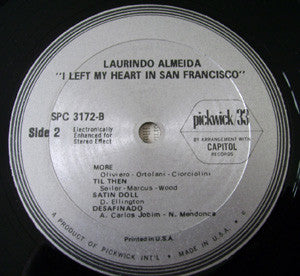 LAURINDO ALMEIDA
"I LEFT MY HEART IN SAN FRANCISCO"
SPC 3172-B
Side 2
Electronically
Enhanced for
Stereo Effect
pickwick 33
BY ARRANGEMENT WITH
CAPITOL
RECORDS
MORE
Oliviero - Ortolani - Ciorciolini
TIL THEN
Seiler - Marcus - Wood
SATIN DOLL
D. Ellington
DESAFINADO
A. Carlos Jobim - N. Mendonca
Printed in U.S.A.
A PRODUCT OF PICKWICK INT'L. • MADE IN U.S.A.